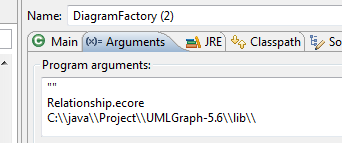 Name: DiagramFactory (2)
Main (x)= Arguments JRE Classpath
Program arguments:
""
Relationship.ecore
C:\\java\\Project\\UMLGraph-5.6\\lib\\